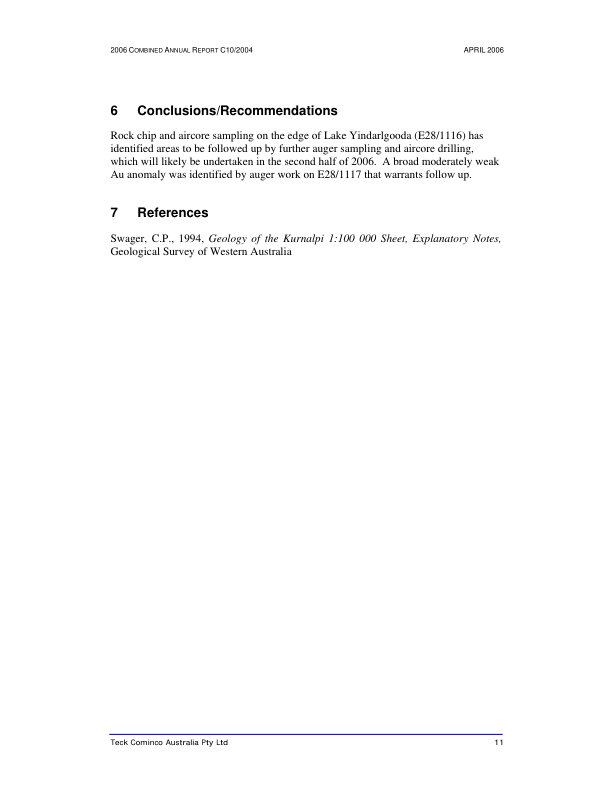 2006 COMBINED ANNUAL REPORT C10/2004 APRIL 2006
6 Conclusions/Recommendations
Rock chip and aircore sampling on the edge of Lake Yindarlgooda (E28/1116) has
identified areas to be followed up by further auger sampling and aircore drilling,
which will likely be undertaken in the second half of 2006. A broad moderately weak
Au anomaly was identified by auger work on E28/1117 that warrants follow up.
7 References
Swager, C.P., 1994, Geology of the Kurnalpi 1:100 000 Sheet, Explanatory Notes,
Geological Survey of Western Australia
Teck Cominco Australia Pty Ltd 11